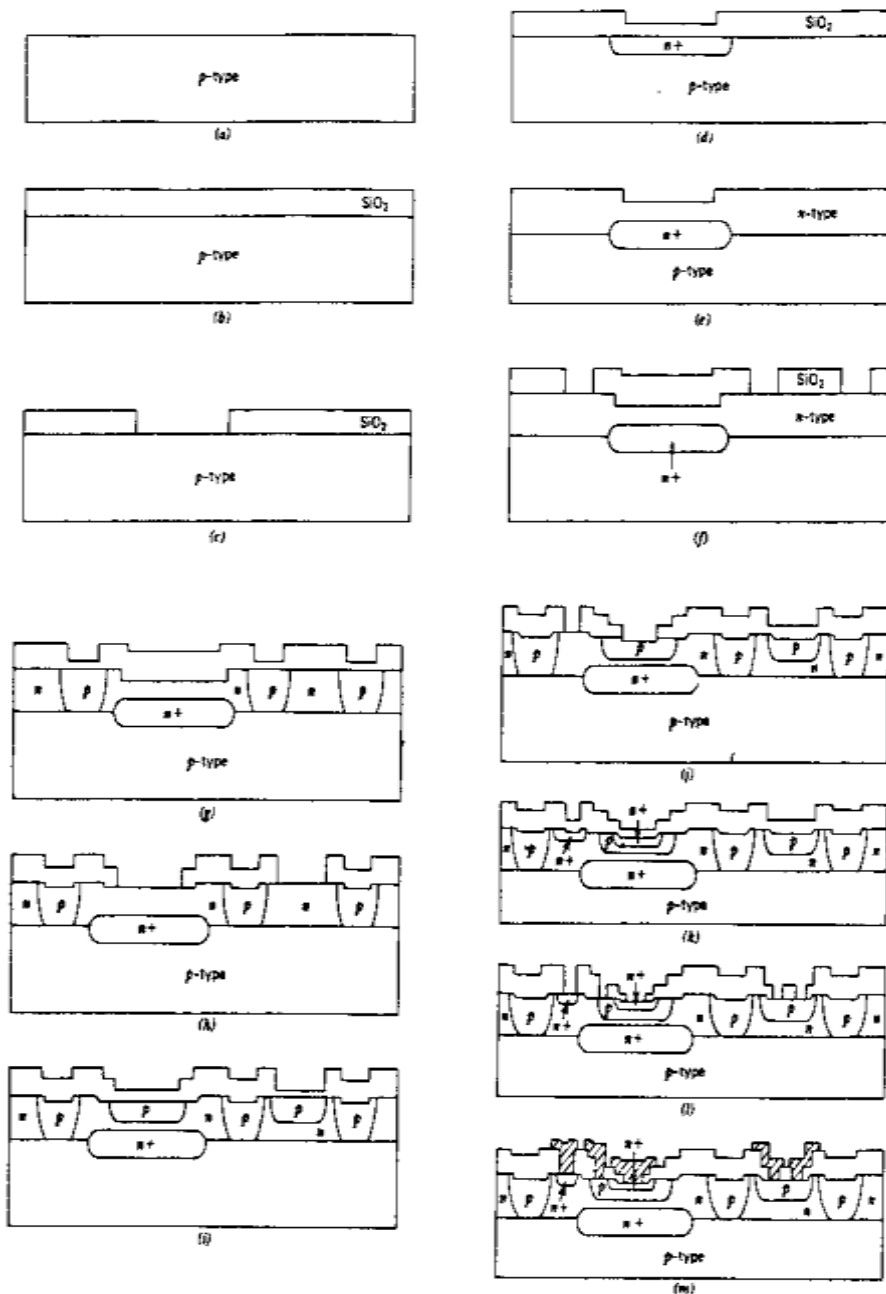 p-type
(a)
SiO2
p-type
(b)
SiO2
p-type
(c)
SiO2
n+
p-type
(d)
n-type
n+
p-type
(e)
SiO2
n-type
n+
(f)
n p n p n
n+
p-type
(g)
n p n p n p
n+
p-type
(h)
n p p n p p n
n+
(i)
n p p n p p n p n
n+
p-type
(j)
n+
n p p n p p p n
n+ n
n+
p-type
(k)
n+
n p p n p p p n
n+ n
n+
p-type
(l)
n+
n p p n p p p n
n+ n
n+
p-type
(m)